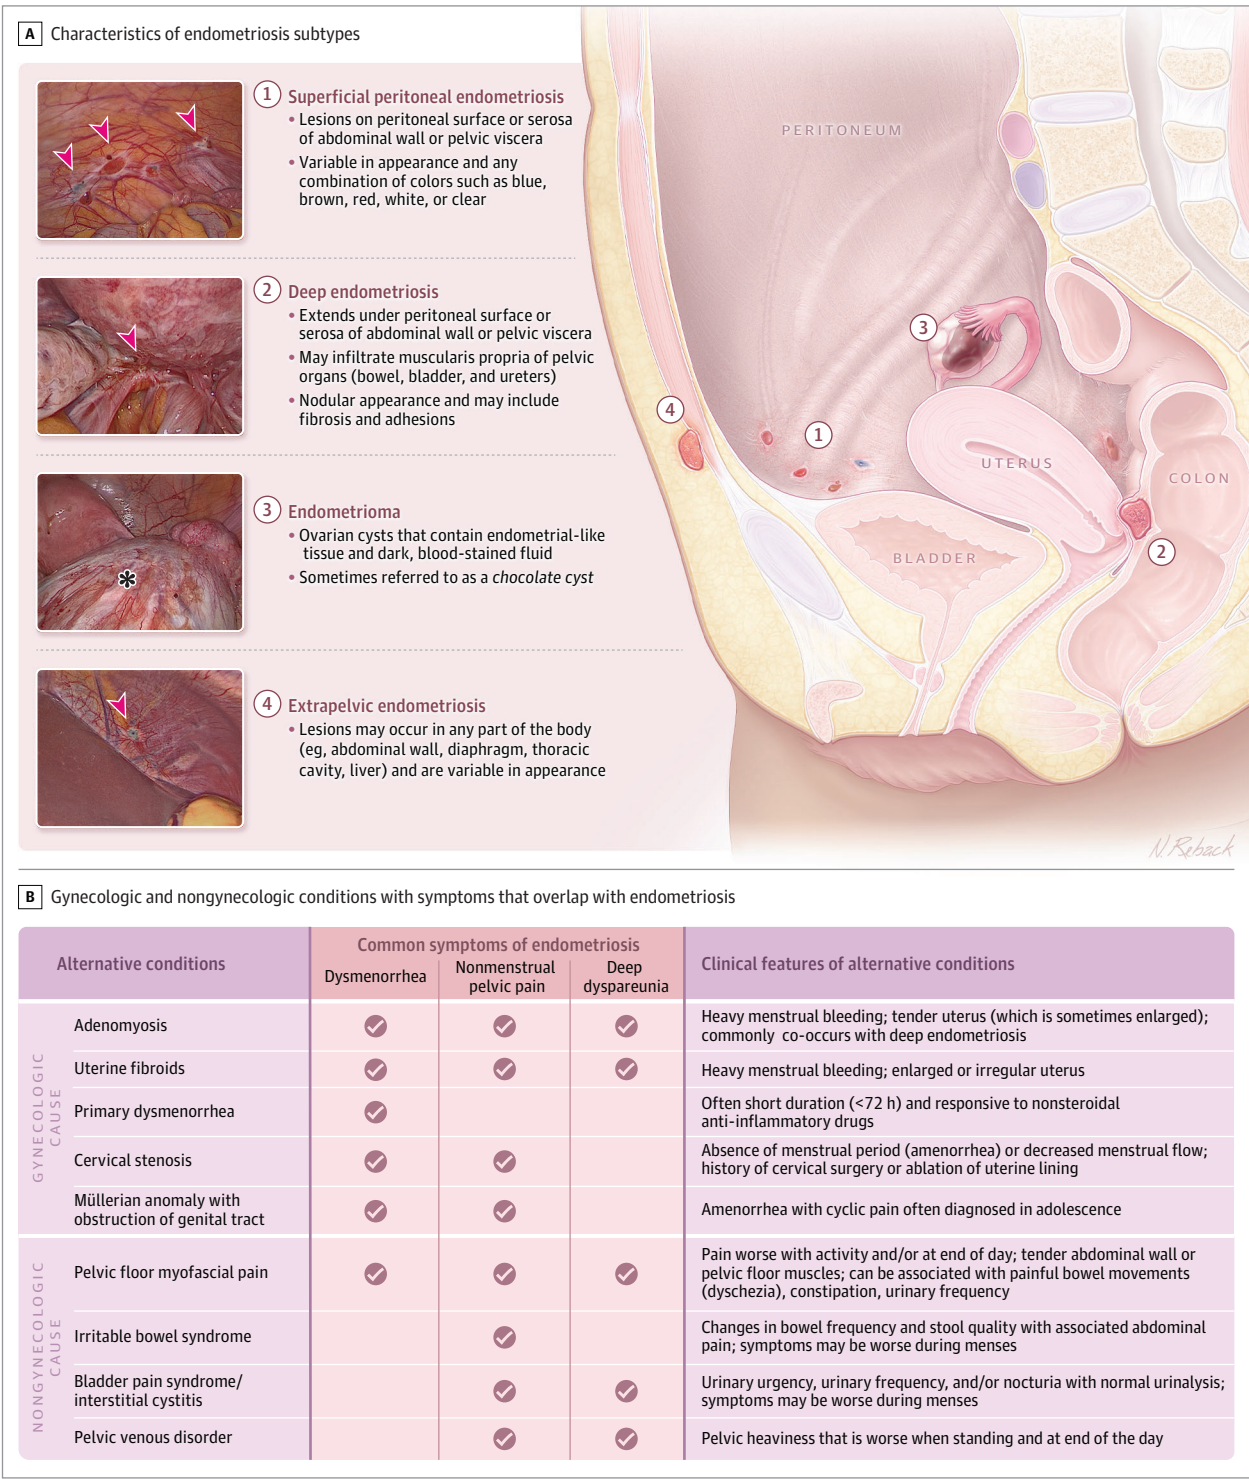 A Characteristics of endometriosis subtypes
1 Superficial peritoneal endometriosis
• Lesions on peritoneal surface or serosa
of abdominal wall or pelvic viscera
• Variable in appearance and any
combination of colors such as blue,
brown, red, white, or clear
2 Deep endometriosis
• Extends under peritoneal surface or
serosa of abdominal wall or pelvic viscera
• May infiltrate muscularis propria of pelvic
organs (bowel, bladder, and ureters)
• Nodular appearance and may include
fibrosis and adhesions
3 Endometrioma
• Ovarian cysts that contain endometrial-like
tissue and dark, blood-stained fluid
• Sometimes referred to as a chocolate cyst
*
4 Extrapelvic endometriosis
• Lesions may occur in any part of the body
(eg, abdominal wall, diaphragm, thoracic
cavity, liver) and are variable in appearance
PERITONEUM
3
4
1
UTERUS
COLON
BLADDER
2
N. Reback
B Gynecologic and nongynecologic conditions with symptoms that overlap with endometriosis
Alternative conditions
Common symptoms of endometriosis
Dysmenorrhea
Nonmenstrual
pelvic pain
Deep
dyspareunia
Clinical features of alternative conditions
GYNECOLOGIC
CAUSE
Adenomyosis
Heavy menstrual bleeding; tender uterus (which is sometimes enlarged);
commonly co-occurs with deep endometriosis
Uterine fibroids
Heavy menstrual bleeding; enlarged or irregular uterus
Primary dysmenorrhea
Often short duration (<72 h) and responsive to nonsteroidal
anti-inflammatory drugs
Cervical stenosis
Absence of menstrual period (amenorrhea) or decreased menstrual flow;
history of cervical surgery or ablation of uterine lining
Müllerian anomaly with
obstruction of genital tract
Amenorrhea with cyclic pain often diagnosed in adolescence
NONGYNECOLOGIC
CAUSE
Pelvic floor myofascial pain
Pain worse with activity and/or at end of day; tender abdominal wall or
pelvic floor muscles; can be associated with painful bowel movements
(dyschezia), constipation, urinary frequency
Irritable bowel syndrome
Changes in bowel frequency and stool quality with associated abdominal
pain; symptoms may be worse during menses
Bladder pain syndrome/
interstitial cystitis
Urinary urgency, urinary frequency, and/or nocturia with normal urinalysis;
symptoms may be worse during menses
Pelvic venous disorder
Pelvic heaviness that is worse when standing and at end of the day